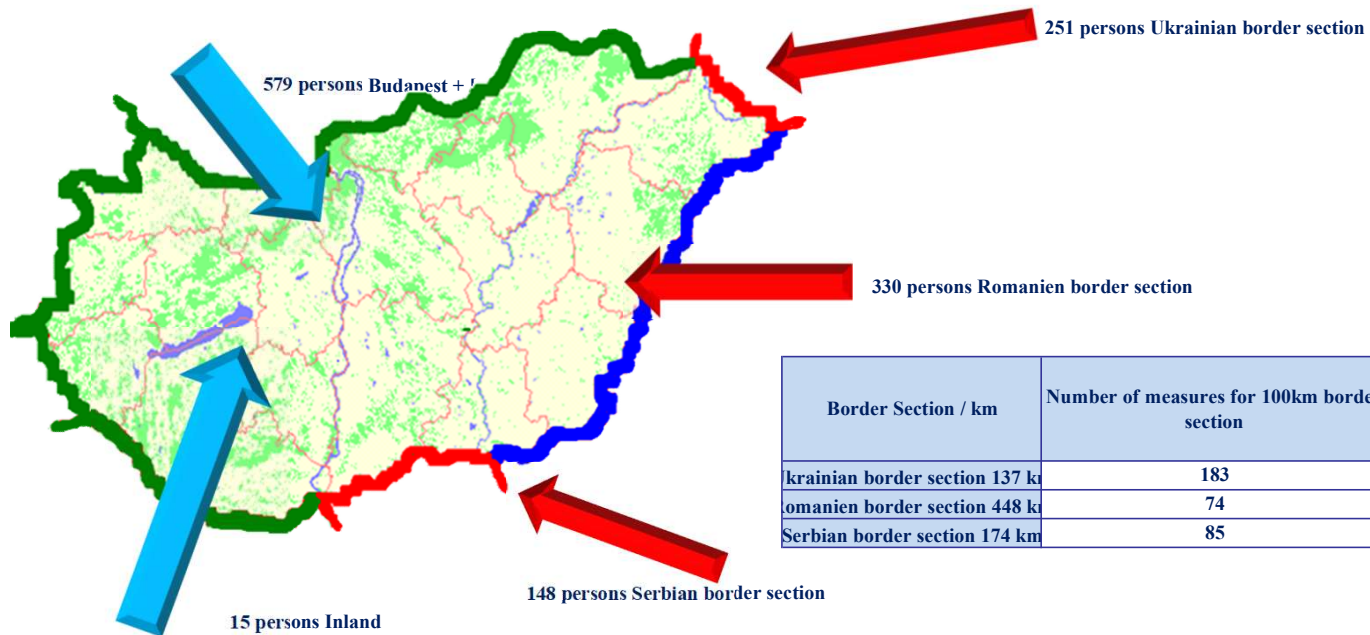 251 persons Ukrainian border section
579 persons Budapest +
330 persons Romanien border section
Border Section / km
Number of measures for 100km borde
section
krainian border section 137 k
183
omanien border section 448 k
74
Serbian border section 174 km
85
148 persons Serbian border section
15 persons Inland